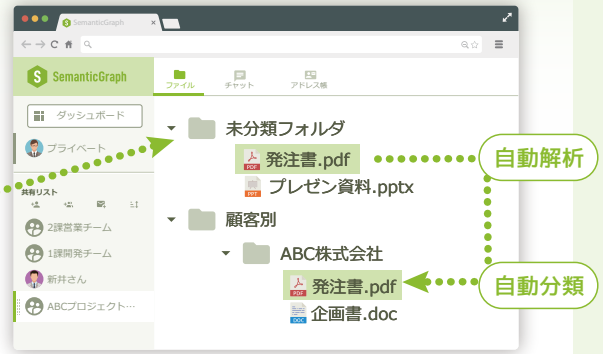 SemanticGraph
SemanticGraph
ファイル
チャット
アドレス帳
ダッシュボード
プライベート
共有リスト
2課営業チーム
1課開発チーム
新井さん
ABCプロジェクト…
未分類フォルダ
PDF 発注書.pdf
PPT プレゼン資料.pptx
顧客別
ABC株式会社
PDF 発注書.pdf
DOC 企画書.doc
自動解析
自動分類